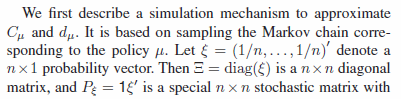 We first describe a simulation mechanism to approximate
Cμ and dμ. It is based on sampling the Markov chain corre-
sponding to the policy μ. Let ξ = (1/n, . . . , 1/n)′ denote a
n×1 probability vector. Then Ξ = diag(ξ) is a n×n diagonal
matrix, and Pξ = 1ξ′ is a special n × n stochastic matrix with